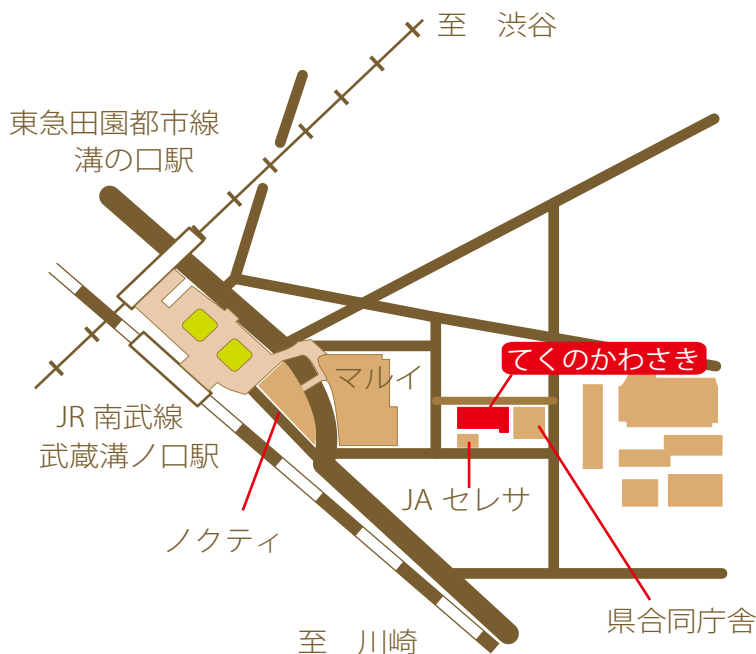 至　渋谷
東急田園都市線
溝の口駅
てくのかわさき
マルイ
JR 南武線
武蔵溝ノ口駅
JA セレサ
ノクティ
県合同庁舎
至　川崎